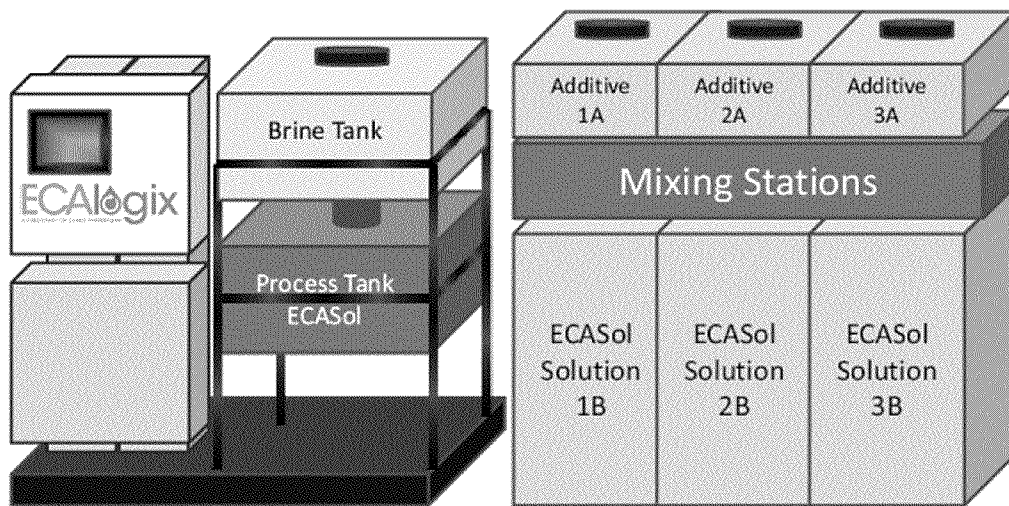 ECAlogix
Brine Tank
Process Tank
ECASol
Additive
1A
Additive
2A
Additive
3A
Mixing Stations
ECASol
Solution
1B
ECASol
Solution
2B
ECASol
Solution
3B